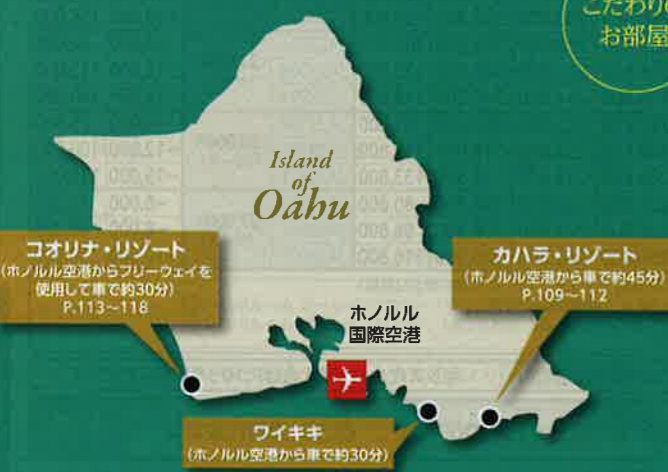 こだわりの
お部屋
Island
of
Oahu
コオリナ・リゾート
(ホノルル空港からフリーウェイを
使用して車で約30分)
P.113～118
カハラ・リゾート
(ホノルル空港から車で約45分)
P.109～112
ホノルル
国際空港
ワイキキ
(ホノルル空港から車で約30分)